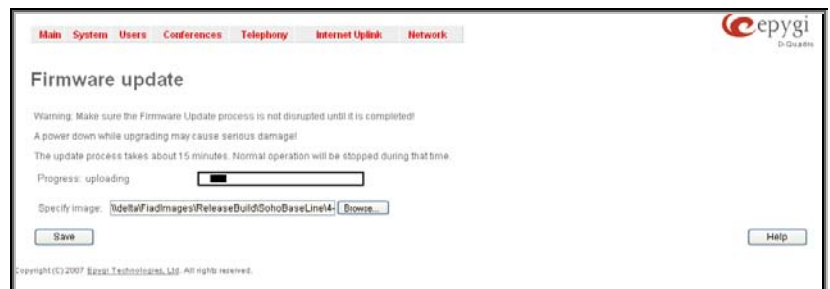 epygi
D-Quadro
Main System Users Conferences Telephony Internet Uplink Network
Firmware update
Warning: Make sure the Firmware Update process is not disrupted until it is completed!
A power down while upgrading may cause serious damage!
The update process takes about 15 minutes. Normal operation will be stopped during that time.
Progress: uploading
Specify image: \\delta\FiadImages\ReleaseBuild\SohoBaseLine\4- Browse...
Save
Help
Copyright (C) 2007 Epygi Technologies, Ltd. All rights reserved.